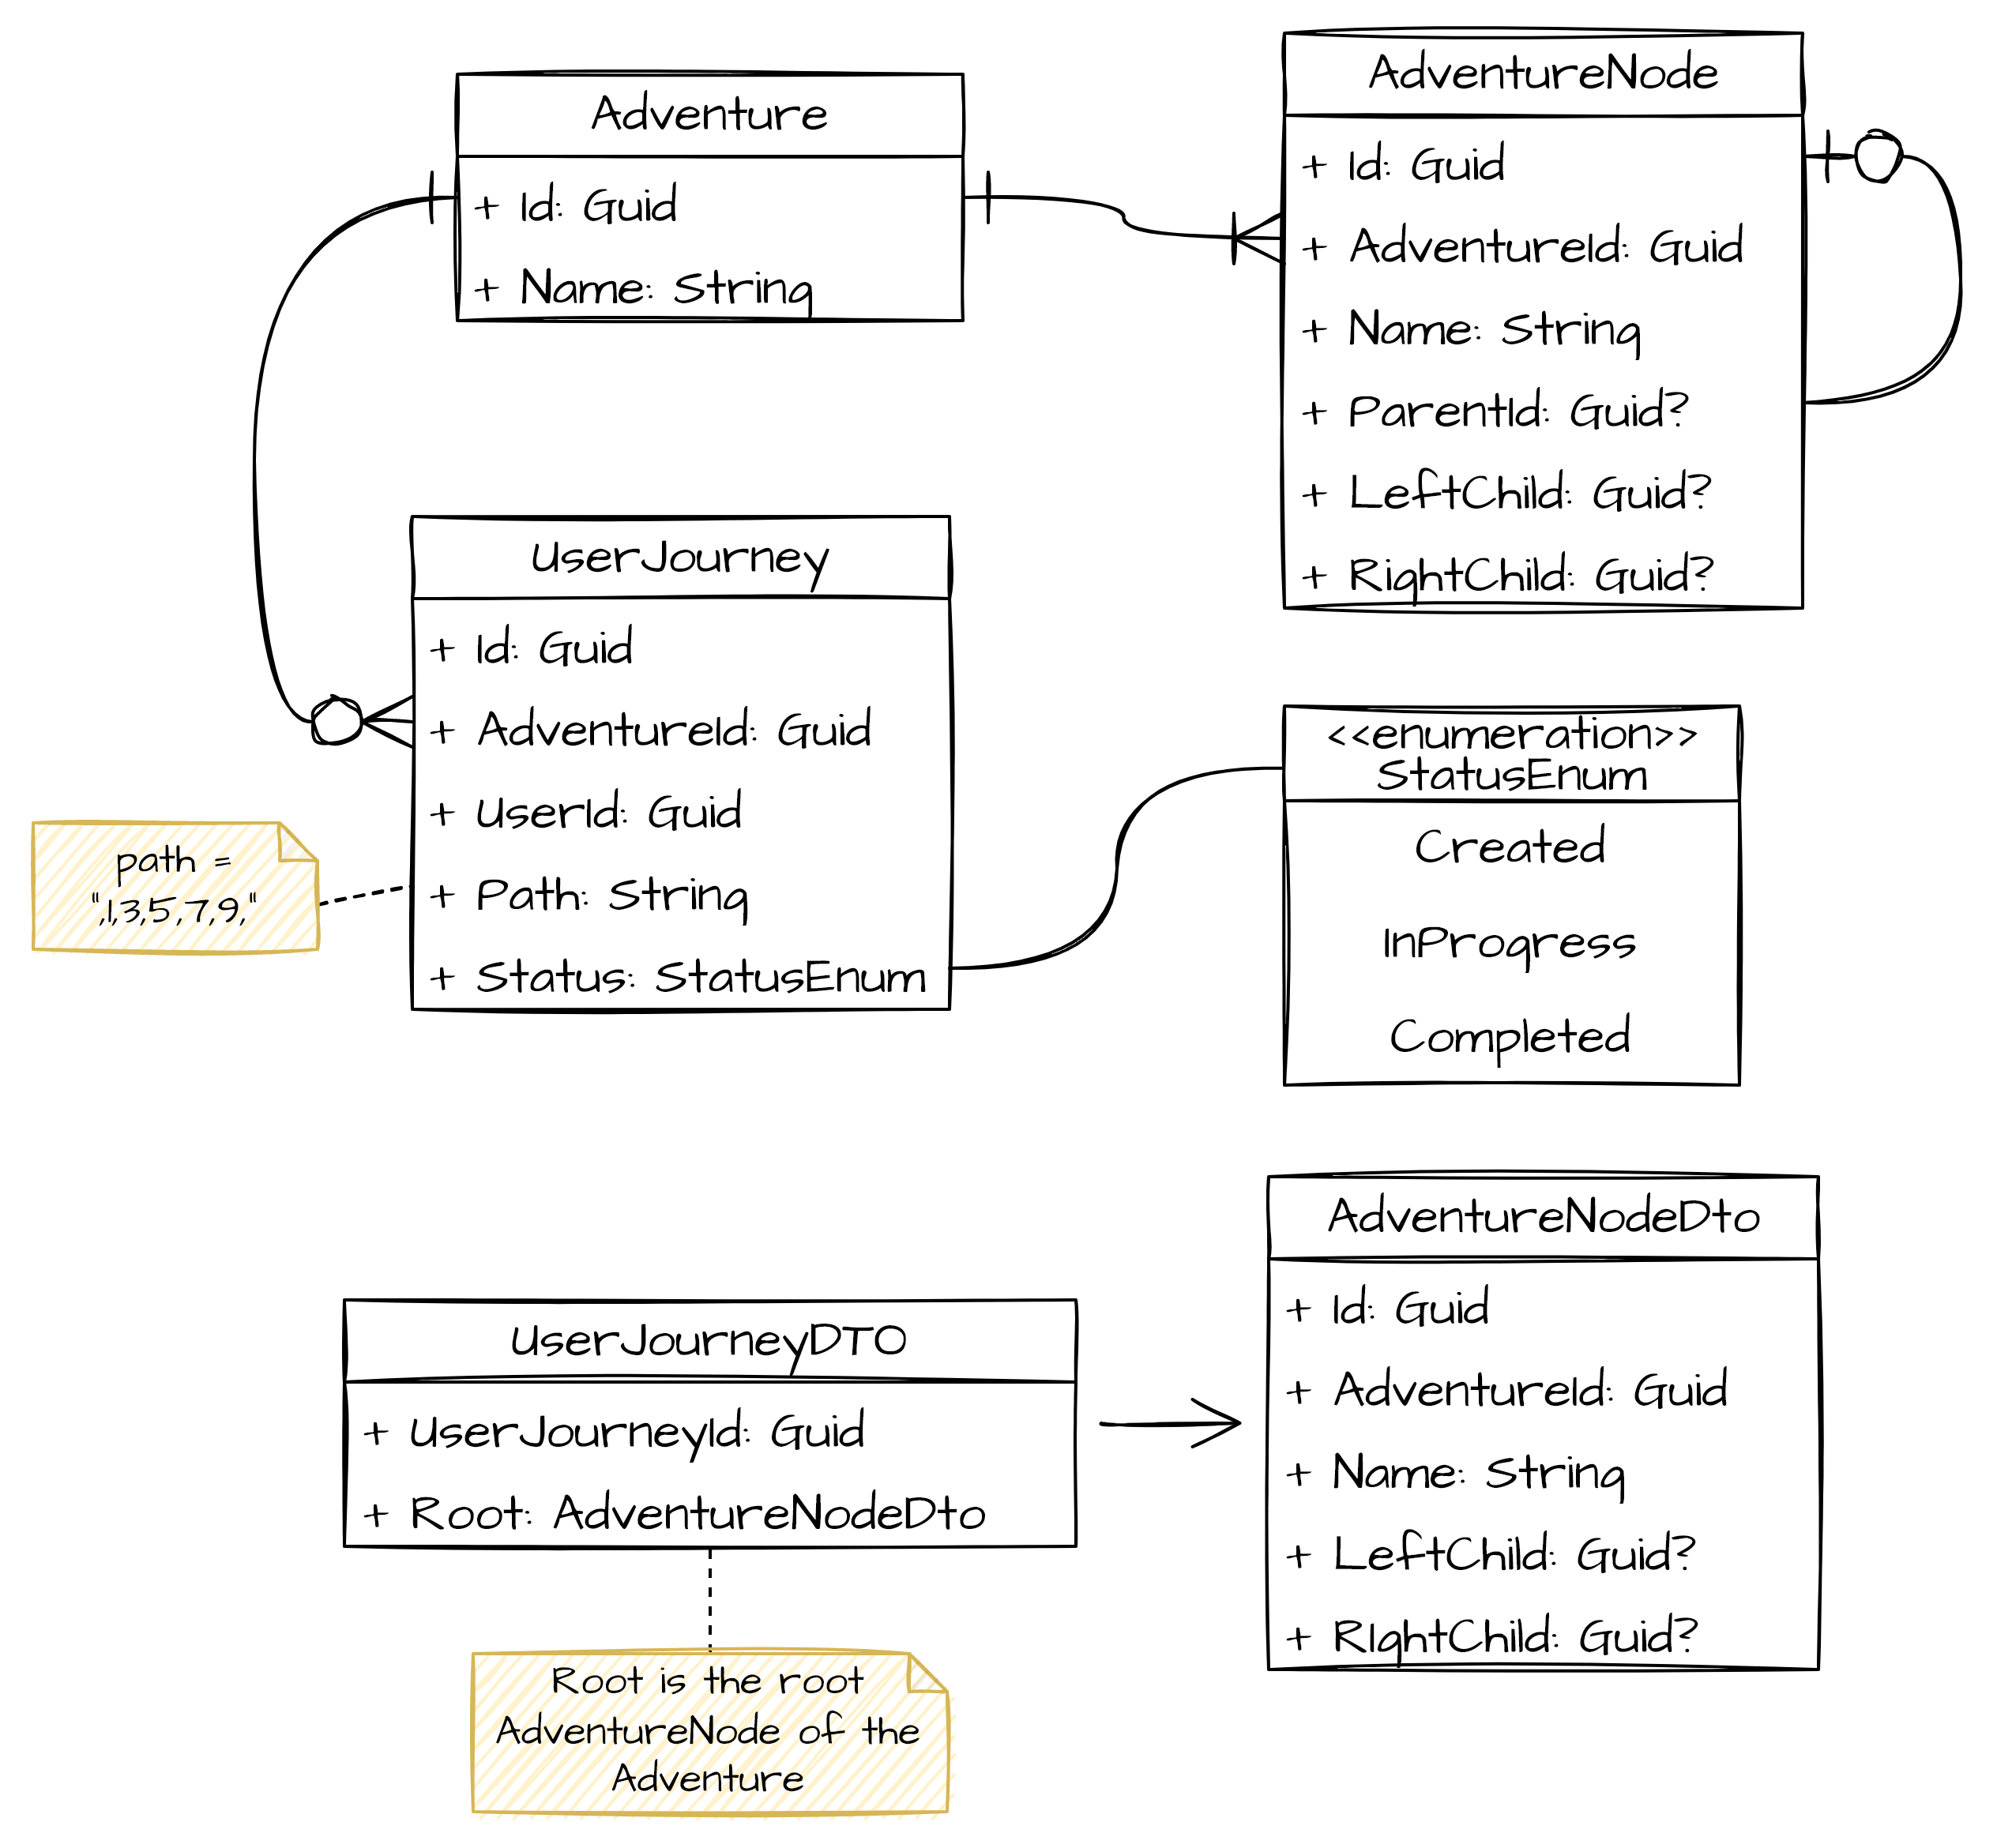 Adventure
+ Id: Guid
+ Name: String
AdventureNode
+ Id: Guid
+ AdventureId: Guid
+ Name: String
+ ParentId: Guid?
+ LeftChild: Guid?
+ RightChild: Guid?
UserJourney
+ Id: Guid
+ AdventureId: Guid
+ UserId: Guid
+ Path: String
+ Status: StatusEnum
path =
",1,3,5,7,9,"
<<enumeration>>
StatusEnum
Created
InProgress
Completed
UserJourneyDTO
+ UserJourneyId: Guid
+ Root: AdventureNodeDto
Root is the root
AdventureNode of the
Adventure
AdventureNodeDto
+ Id: Guid
+ AdventureId: Guid
+ Name: String
+ LeftChild: Guid?
+ RIghtChild: Guid?